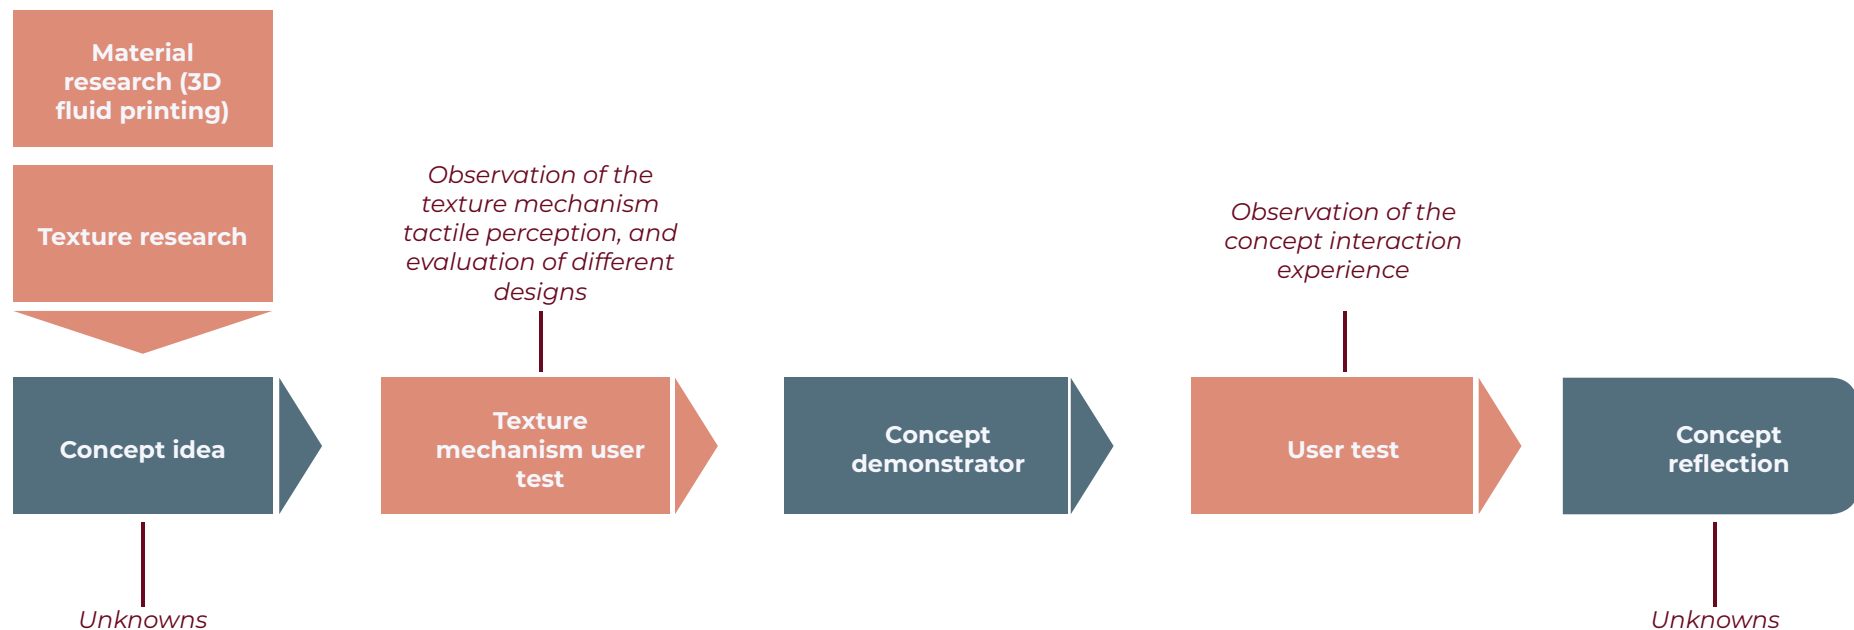 Material
research (3D
fluid printing)
Texture research
Observation of the
texture mechanism
tactile perception, and
evaluation of different
designs
Observation of the
concept interaction
experience
Concept idea
Texture
mechanism user
test
Concept
demonstrator
User test
Concept
reflection
Unknowns
Unknowns